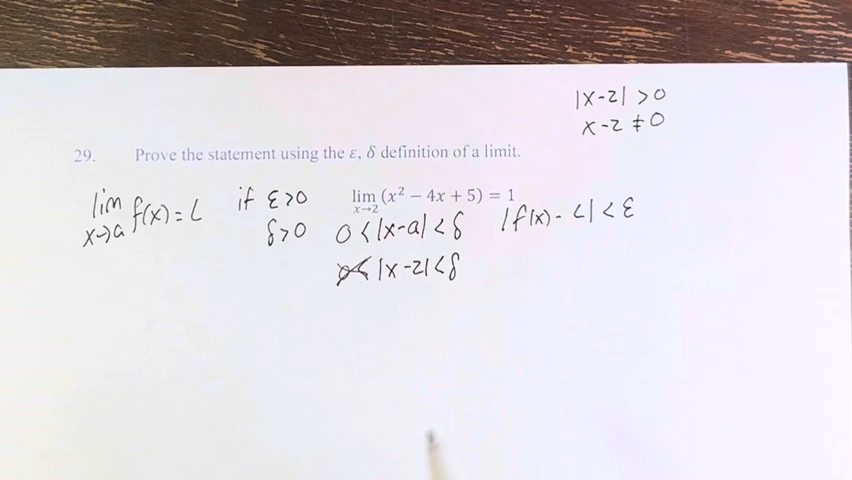 |x-2| > 0
x-2 ≠ 0
29. Prove the statement using the ε, δ definition of a limit.
lim x→2 (x² − 4x + 5) = 1
lim x→a f(x) = L if ε>0
δ>0 0<|x-a|<δ |f(x)-L|<ε
0< |x-2|<δ